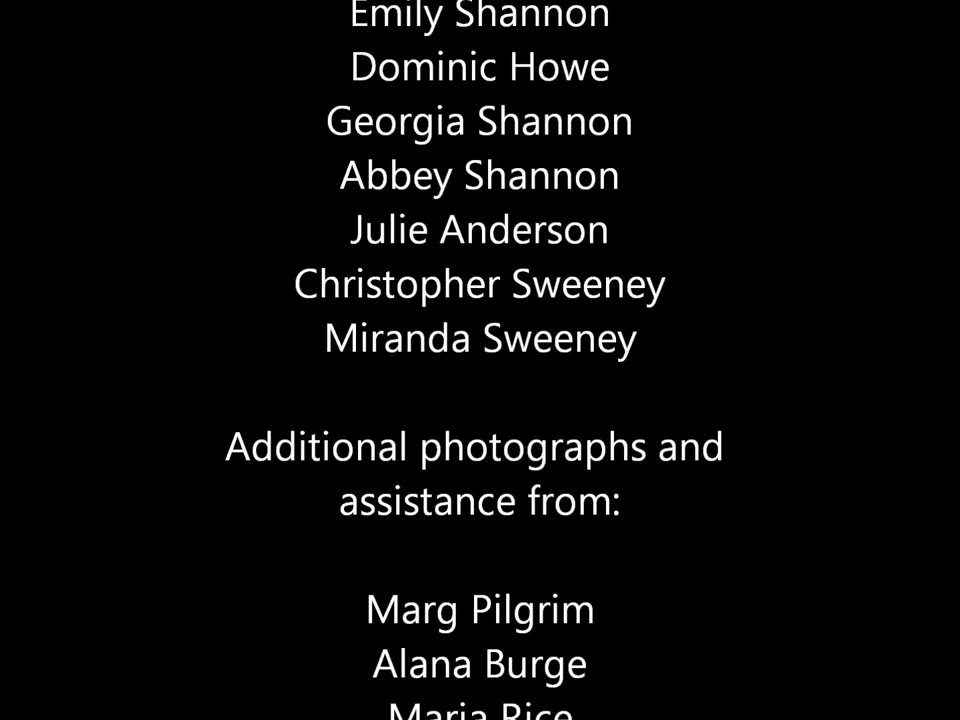 Emily Shannon
Dominic Howe
Georgia Shannon
Abbey Shannon
Julie Anderson
Christopher Sweeney
Miranda Sweeney
Additional photographs and
assistance from:
Marg Pilgrim
Alana Burge
Maria Rice